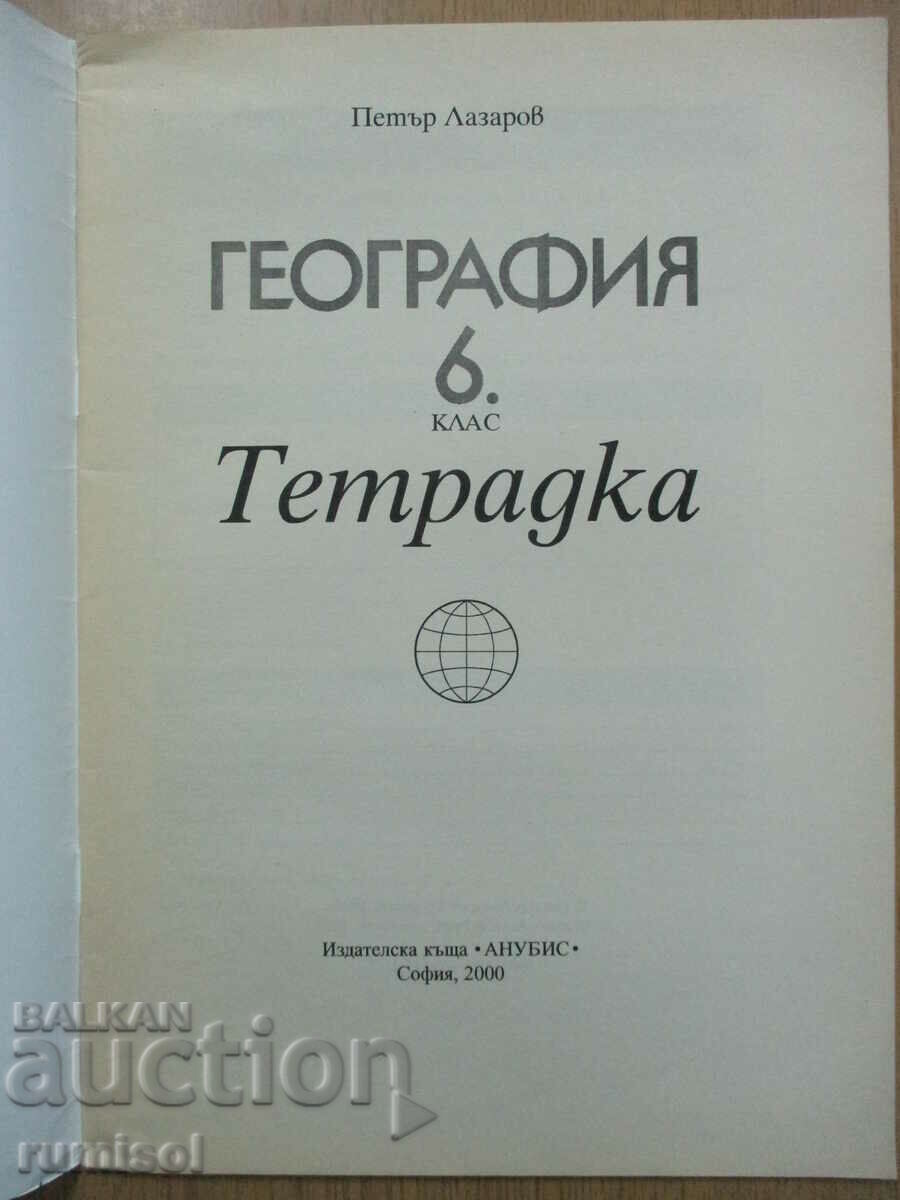 Петър Лазаров
ГЕОГРАФИЯ
6.
КЛАС
Тетрадка
Издателска къща • АНУБИС •
София, 2000
BALKAN
auction
rumisol